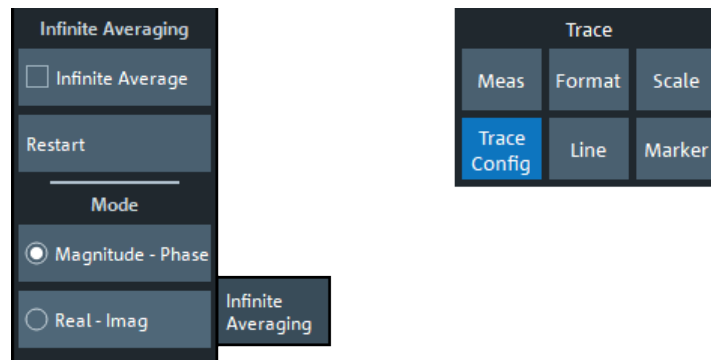 Infinite Averaging
Infinite Average
Restart
Mode
Magnitude - Phase
Real - Imag
Infinite
Averaging
Trace
Meas
Format
Scale
Trace
Config
Line
Marker